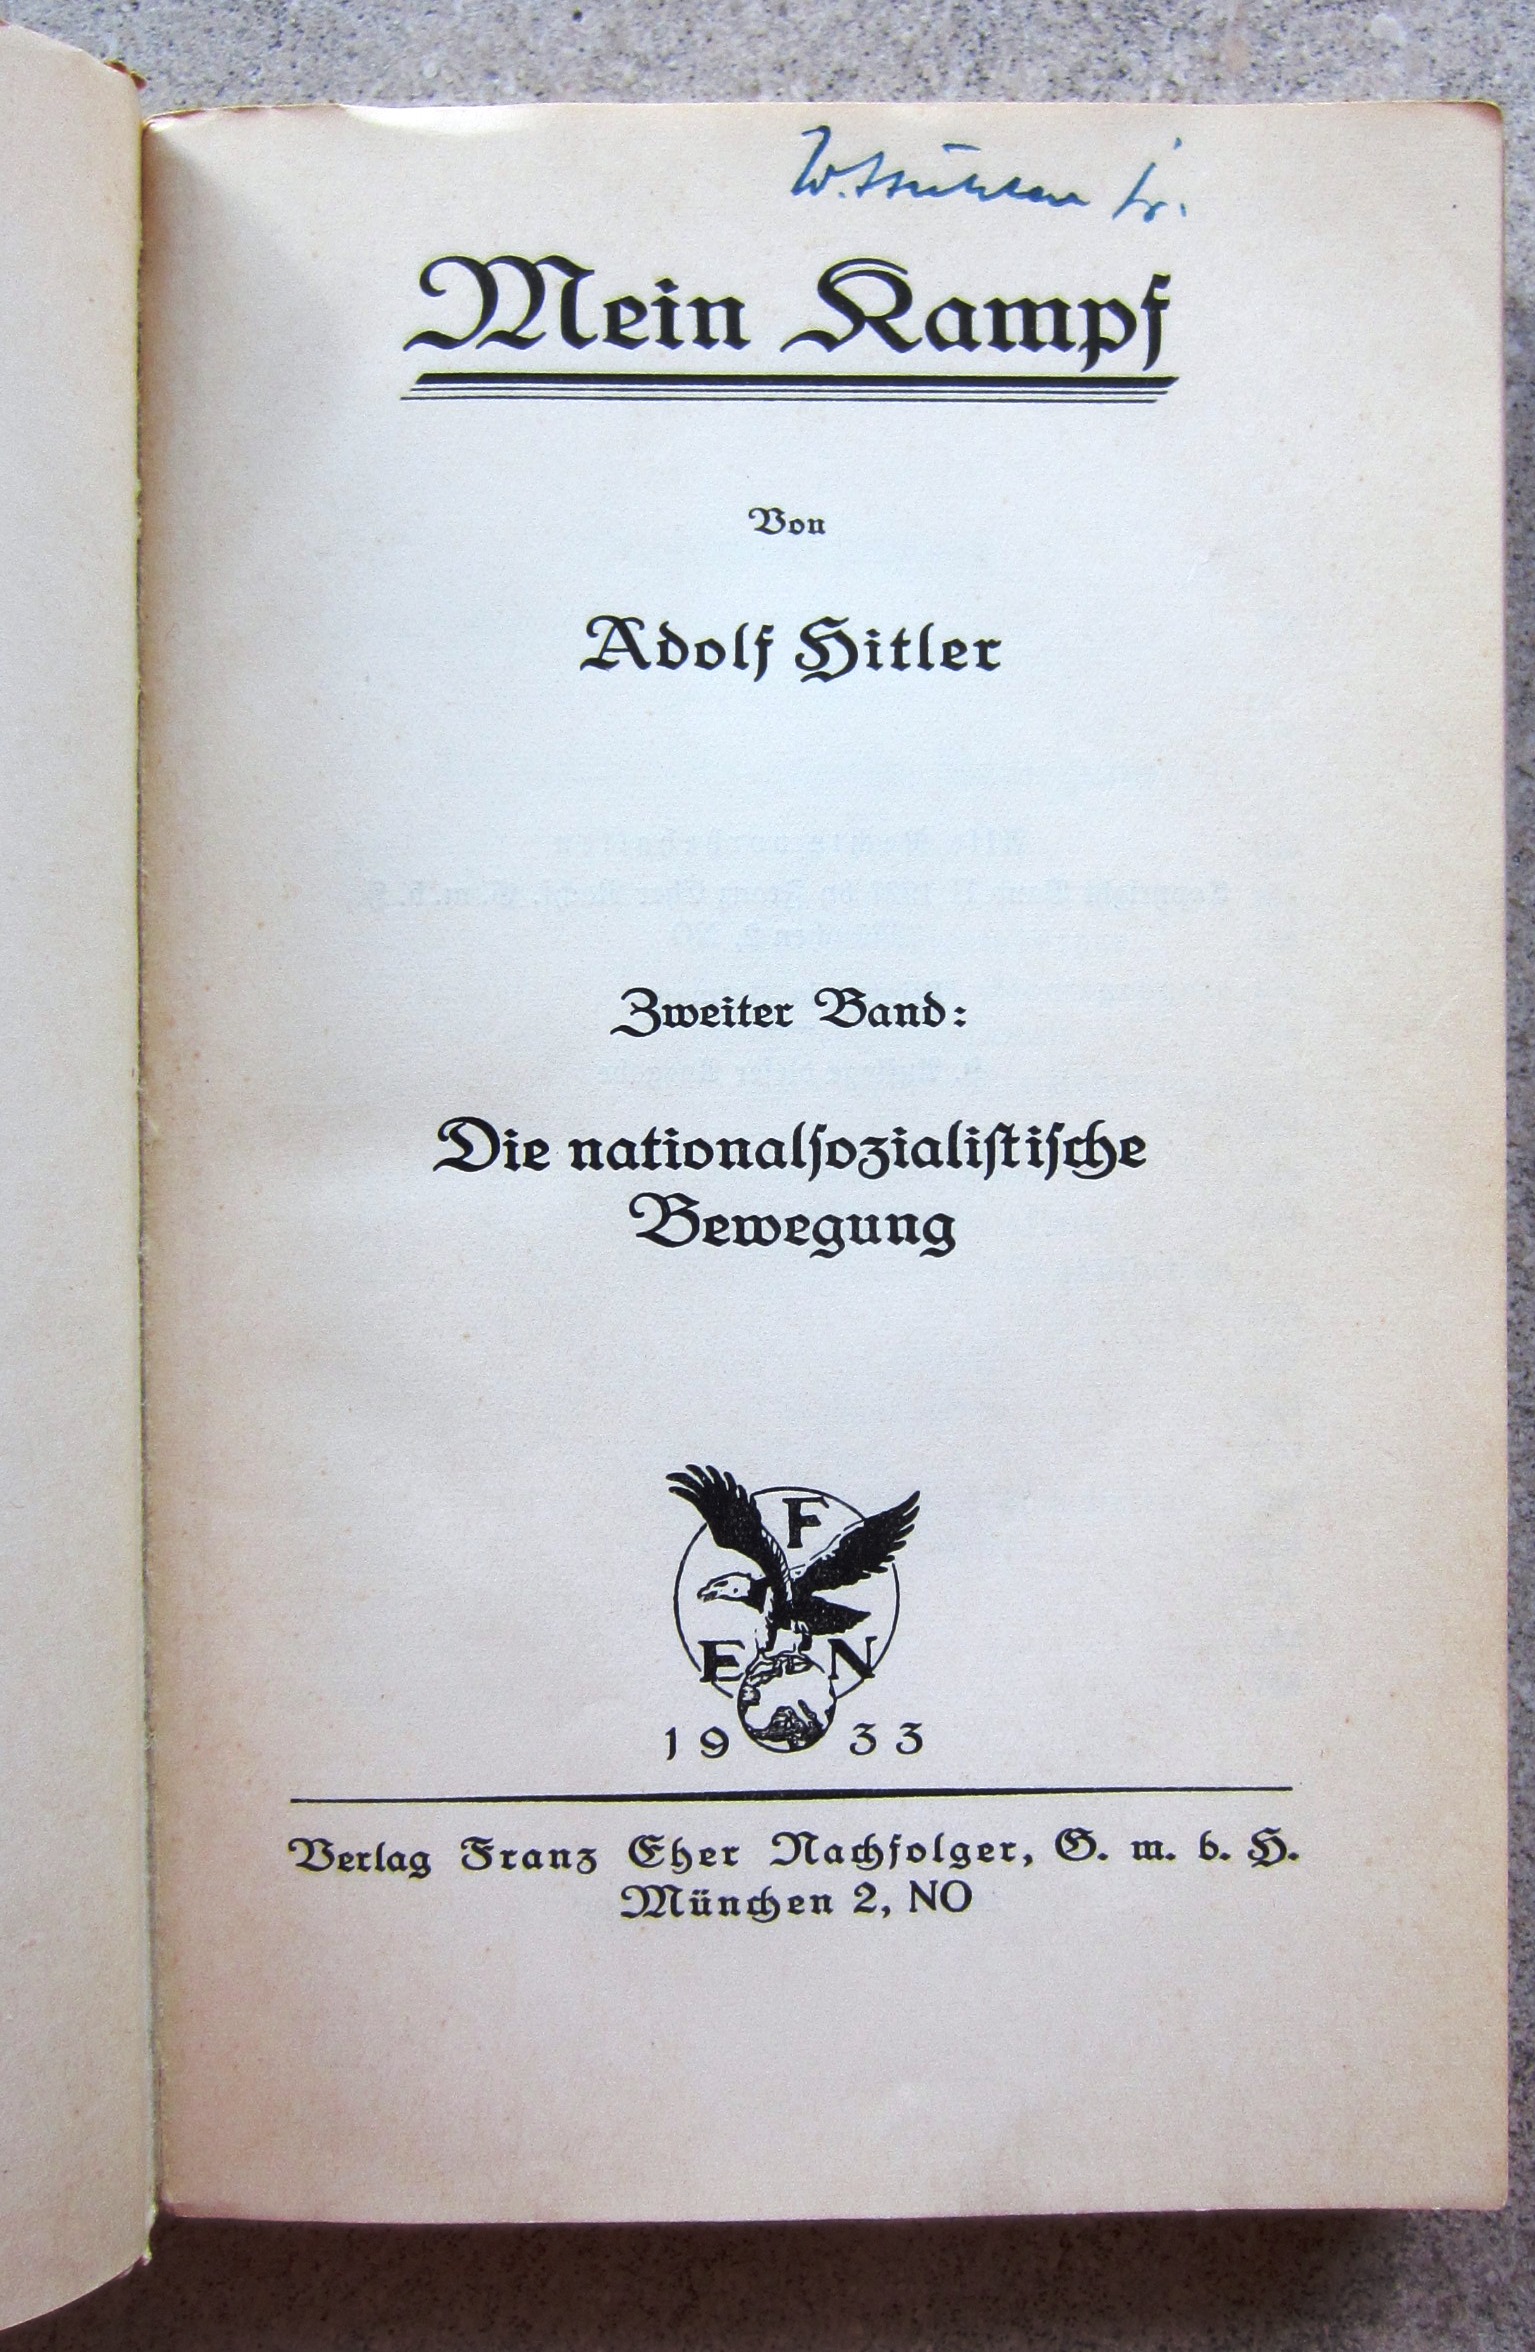 Mein Kampf
Von
Adolf Hitler
Zweiter Band:
Die nationalſozialiſtiſche
Bewegung
F
E N
1933
Verlag Franz Eher Nachfolger, G. m. b. H.
München 2, NO